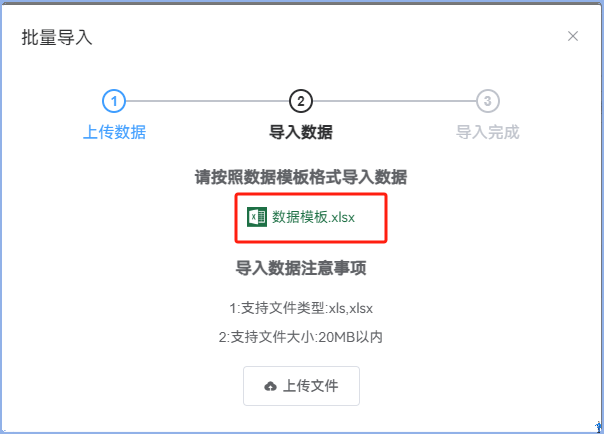 批量导入
1
2
3
上传数据
导入数据
导入完成
请按照数据模板格式导入数据
数据模板.xlsx
导入数据注意事项
1:支持文件类型:xls,xlsx
2:支持文件大小:20MB以内
上传文件